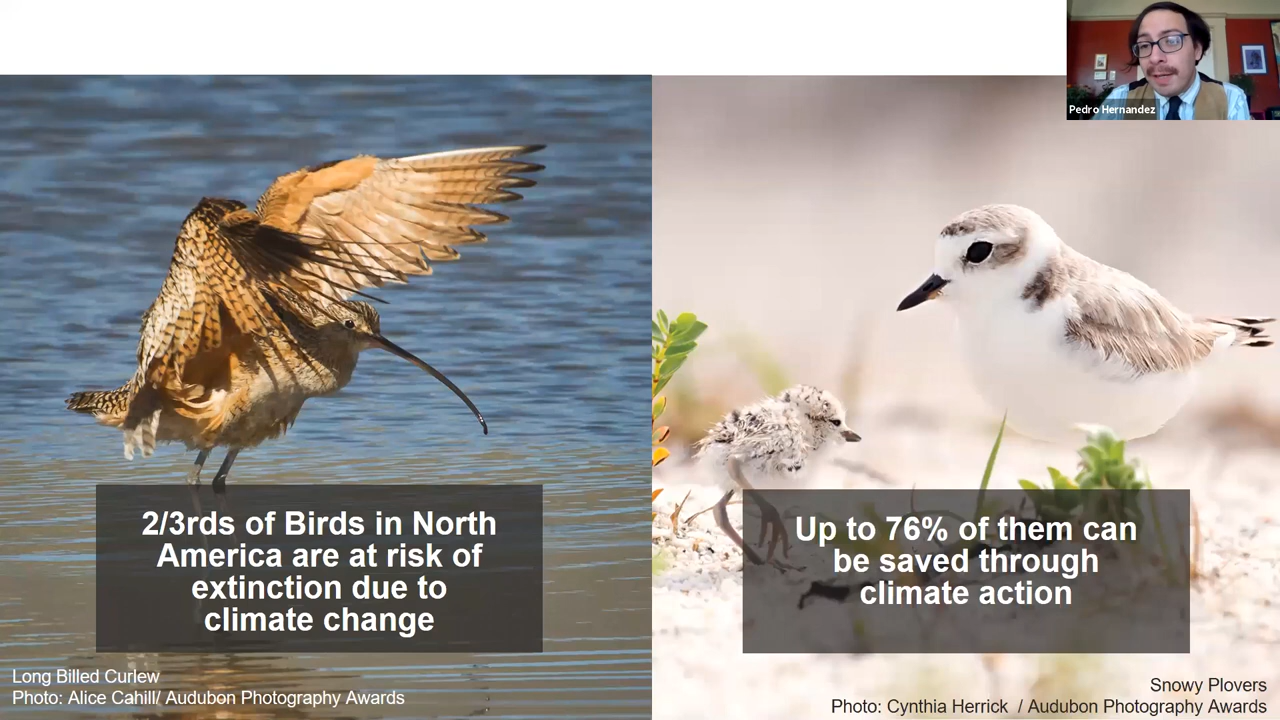 Pedro Hernandez
2/3rds of Birds in North
America are at risk of
extinction due to
climate change
Up to 76% of them can
be saved through
climate action
Long Billed Curlew
Photo: Alice Cahill/ Audubon Photography Awards
Snowy Plovers
Photo: Cynthia Herrick  / Audubon Photography Awards